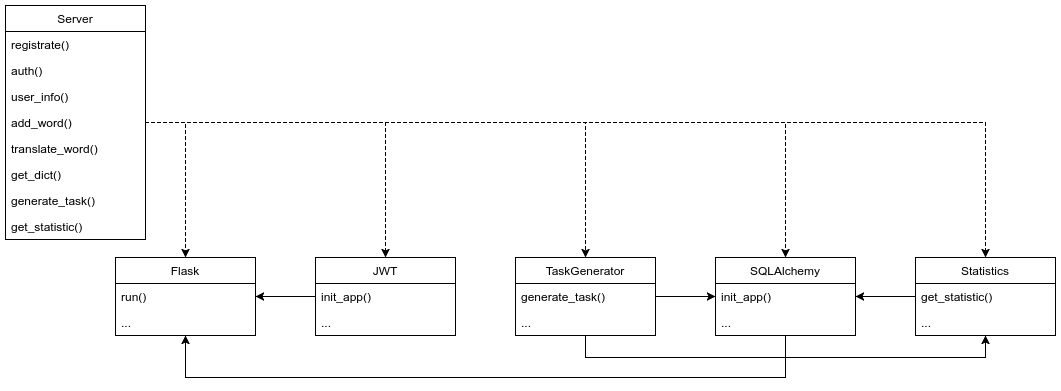 Server
registrate()
auth()
user_info()
add_word()
translate_word()
get_dict()
generate_task()
get_statistic()
Flask
run()
...
JWT
init_app()
...
TaskGenerator
generate_task()
...
SQLAlchemy
init_app()
...
Statistics
get_statistic()
...